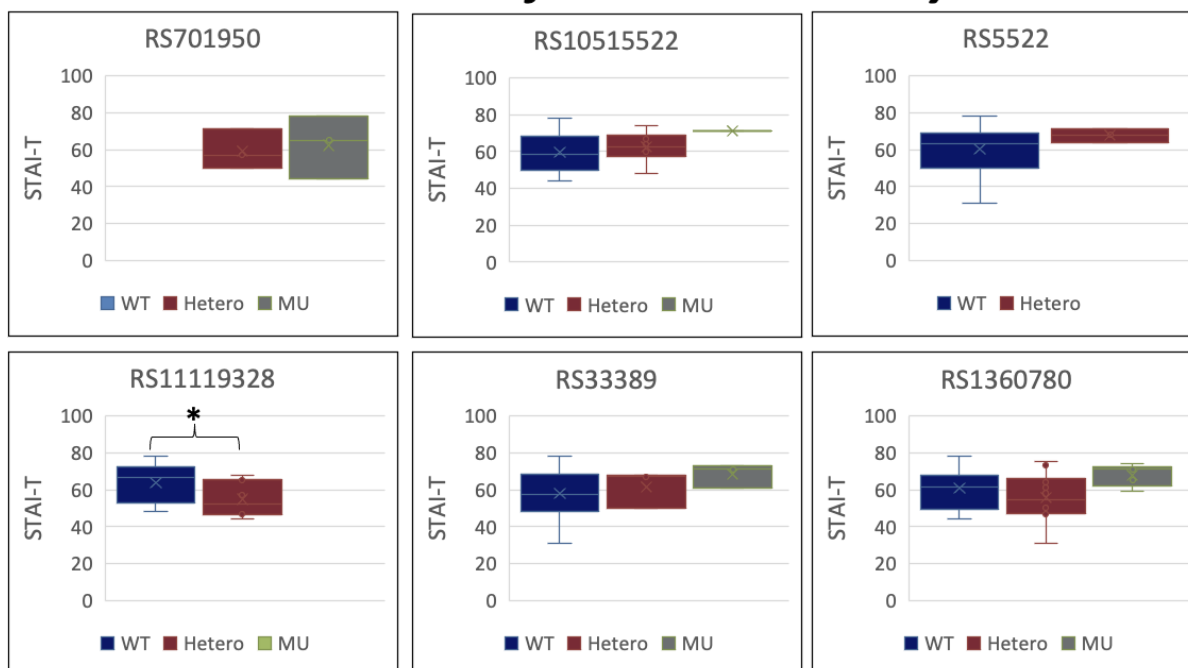 RS701950
100
80
60
40
20
0
STAI-T
WT Hetero MU
RS10515522
100
80
60
40
20
0
STAI-T
WT Hetero MU
RS5522
100
80
60
40
20
0
STAI-T
WT Hetero
RS11119328
100
80
60
40
20
0
STAI-T
*
WT Hetero MU
RS33389
100
80
60
40
20
0
STAI-T
WT Hetero MU
RS1360780
100
80
60
40
20
0
STAI-T
WT Hetero MU